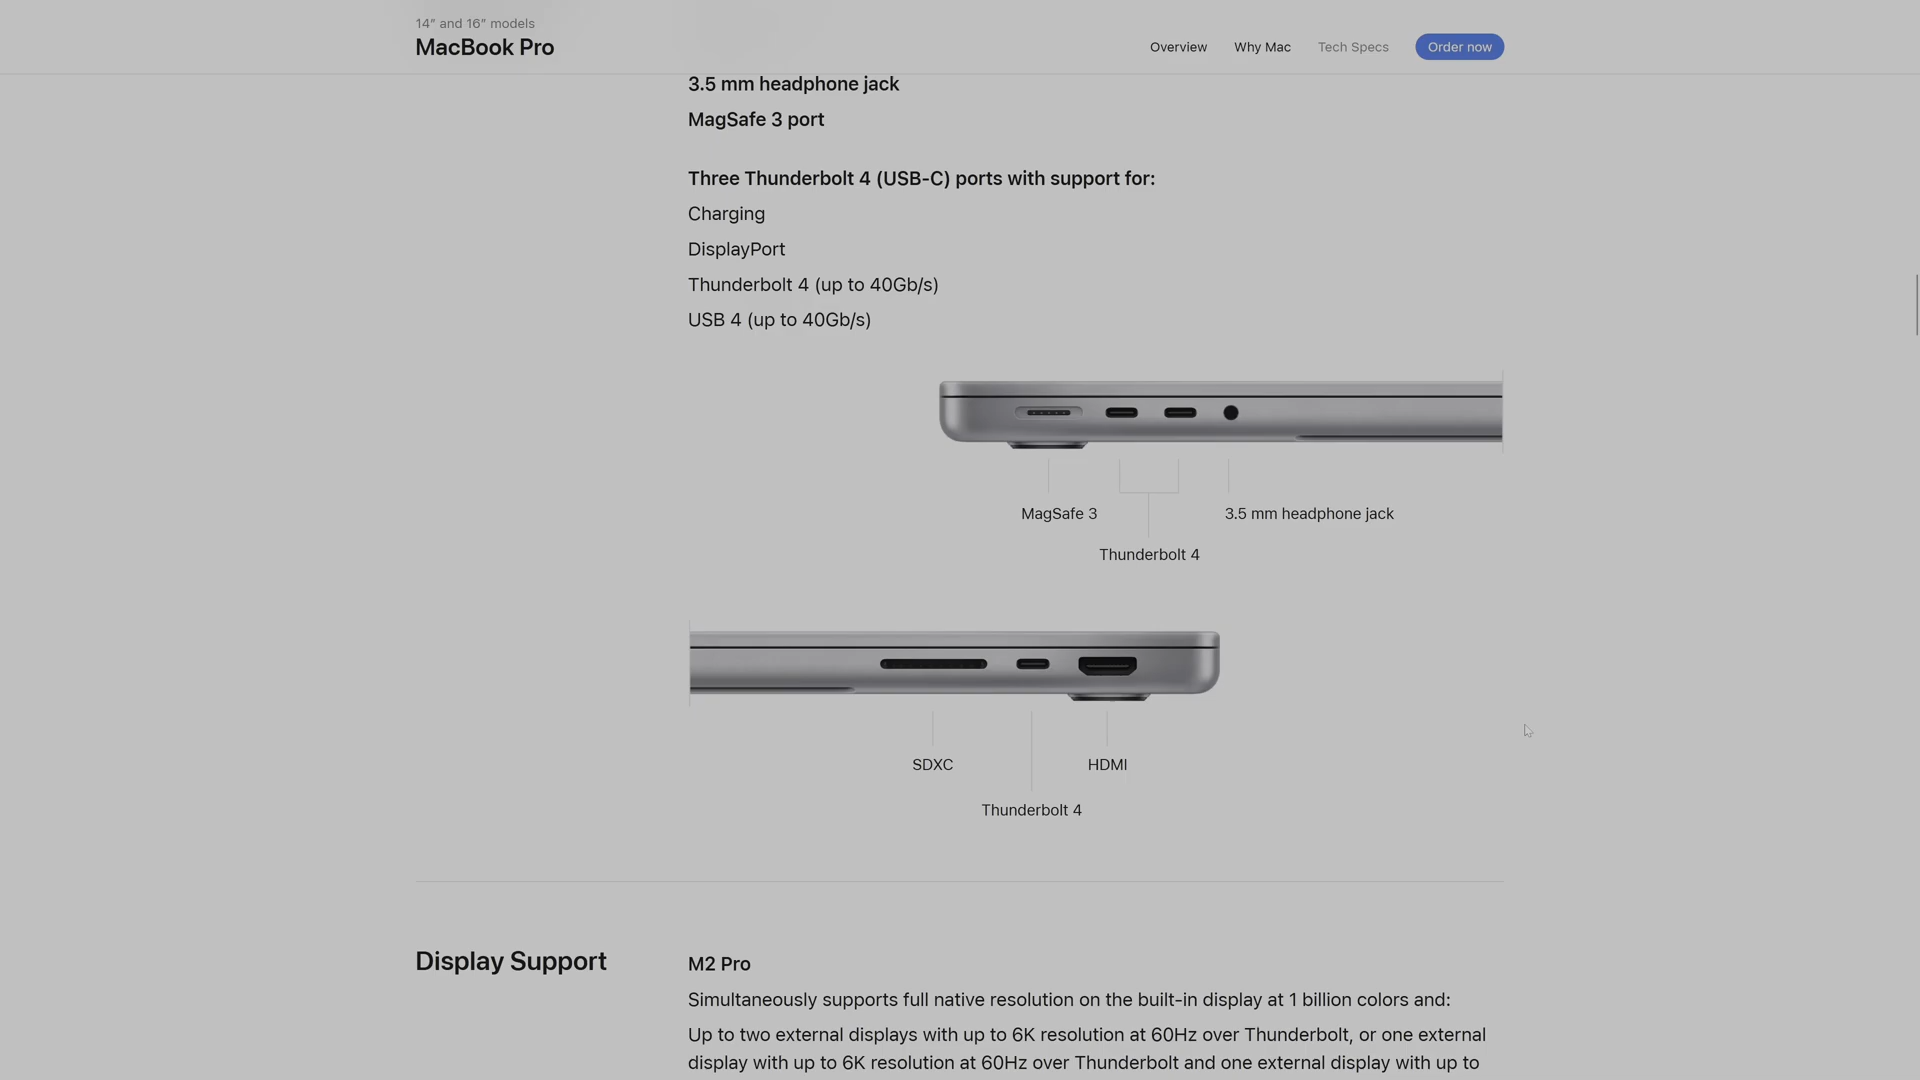 14” and 16” models
MacBook Pro
Overview
Why Mac
Tech Specs
Order now
3.5 mm headphone jack
MagSafe 3 port
Three Thunderbolt 4 (USB-C) ports with support for:
Charging
DisplayPort
Thunderbolt 4 (up to 40Gb/s)
USB 4 (up to 40Gb/s)
MagSafe 3
3.5 mm headphone jack
Thunderbolt 4
SDXC
HDMI
Thunderbolt 4
Display Support
M2 Pro
Simultaneously supports full native resolution on the built-in display at 1 billion colors and:
Up to two external displays with up to 6K resolution at 60Hz over Thunderbolt, or one external
display with up to 6K resolution at 60Hz over Thunderbolt and one external display with up to